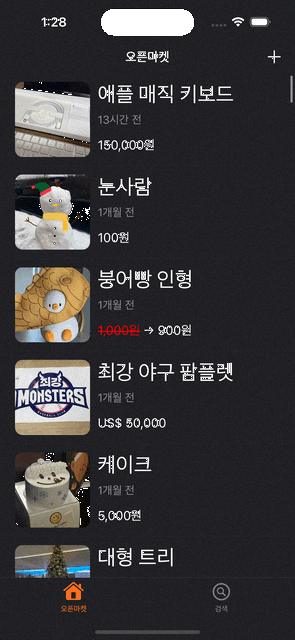 1:28
오픈마켓
애플 매직 키보드
13시간 전
150,000원
눈사람
1개월 전
100원
붕어빵 인형
1개월 전
1,000원 → 900원
최강 야구 팜플렛
1개월 전
US$ 50,000
최강
MONSTERS
케이크
1개월 전
5,000원
대형 트리
오픈마켓
검색